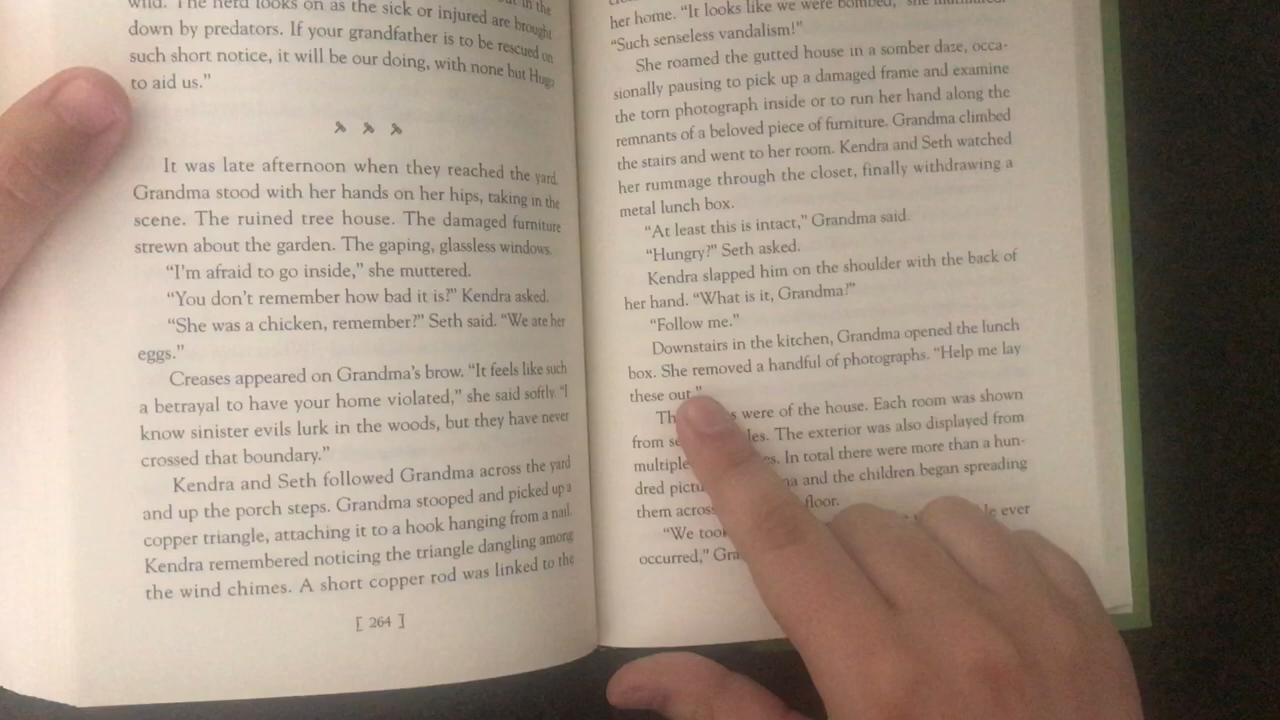 wild. The herd looks on as the sick or injured are brought
down by predators. If your grandfather is to be rescued on
such short notice, it will be our doing, with none but Hugo
to aid us.”
It was late afternoon when they reached the yard.
Grandma stood with her hands on her hips, taking in the
scene. The ruined tree house. The damaged furniture
strewn about the garden. The gaping, glassless windows.
“I’m afraid to go inside,” she muttered.
“You don’t remember how bad it is?” Kendra asked.
“She was a chicken, remember?” Seth said. “We ate her
eggs.”
Creases appeared on Grandma’s brow. “It feels like such
a betrayal to have your home violated,” she said softly. “I
know sinister evils lurk in the woods, but they have never
crossed that boundary.”
Kendra and Seth followed Grandma across the yard
and up the porch steps. Grandma stooped and picked up a
copper triangle, attaching it to a hook hanging from a nail.
Kendra remembered noticing the triangle dangling among
the wind chimes. A short copper rod was linked to the
[ 264 ]
her home. “It looks like we were bombed,” she
“Such senseless vandalism!”
She roamed the gutted house in a somber daze, occa-
sionally pausing to pick up a damaged frame and examine
the torn photograph inside or to run her hand along the
remnants of a beloved piece of furniture. Grandma climbed
the stairs and went to her room. Kendra and Seth watched
her rummage through the closet, finally withdrawing a
metal lunch box.
“At least this is intact,” Grandma said.
“Hungry?” Seth asked.
Kendra slapped him on the shoulder with the back of
her hand. “What is it, Grandma?”
“Follow me.”
Downstairs in the kitchen, Grandma opened the lunch
box. She removed a handful of photographs. “Help me lay
these out.”
were of the house. Each room was shown
from The exterior was also displayed from
multiple In total there were more than a hun-
dred and the children began spreading
them floor.
“We took ever
occurred,”